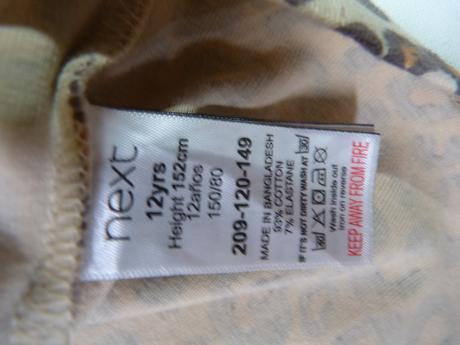 next
12yrs
Height 152cm
12años
150/80
209-120-149
MADE IN BANGLADESH
93% COTTON
7% ELASTANE
IF IT'S NOT DIRTY WASH AT 30
Wash inside out
Iron on reverse
KEEP AWAY FROM FIRE